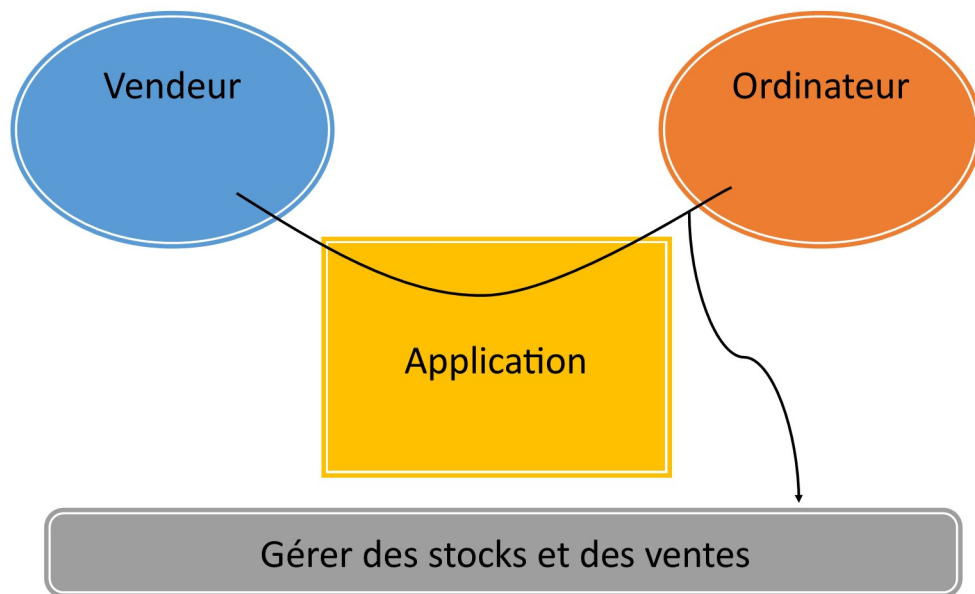 Vendeur
Ordinateur
Application
Gérer des stocks et des ventes